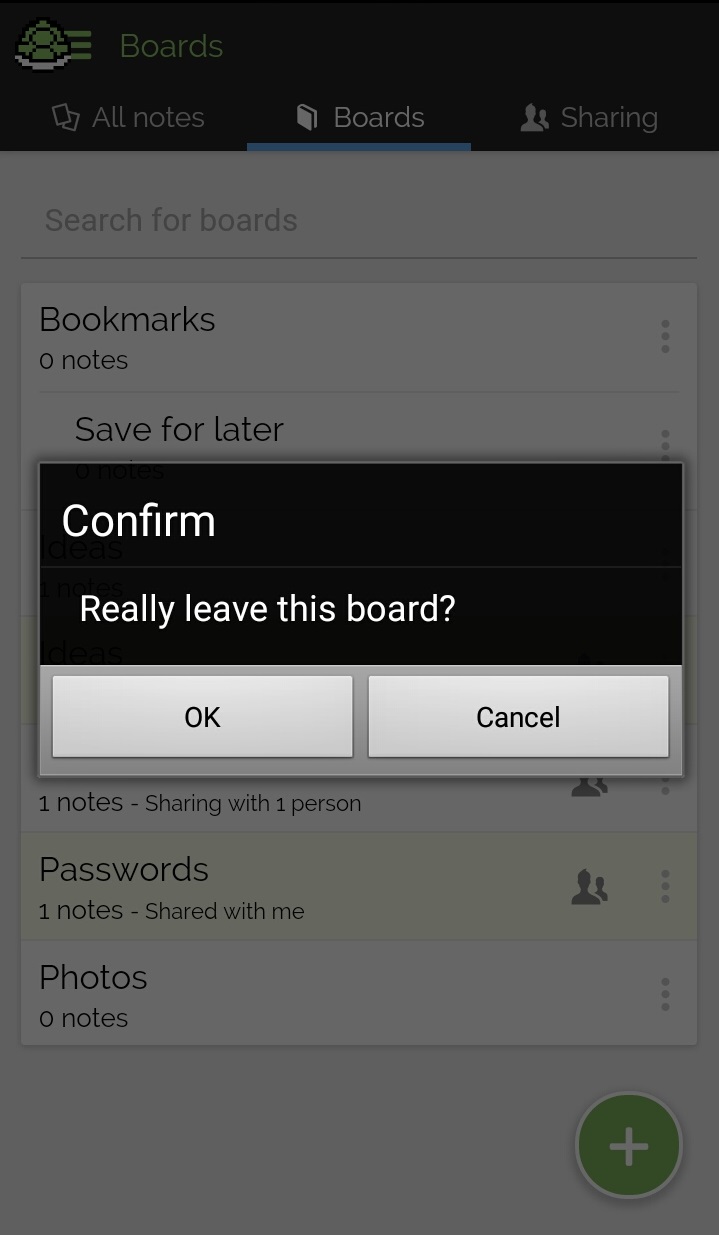 Boards
All notes
Boards
Sharing
Search for boards
Bookmarks
0 notes
Save for later
0 notes
Ideas
1 notes
Ideas
Confirm
Really leave this board?
OK
Cancel
1 notes - Sharing with 1 person
Passwords
1 notes - Shared with me
Photos
0 notes